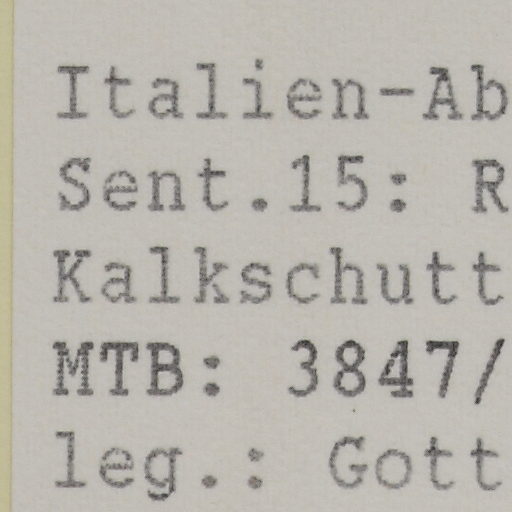 Italien-Ab
Sent.15: R
Kalkschutt
MTB: 3847/
leg.: Gott